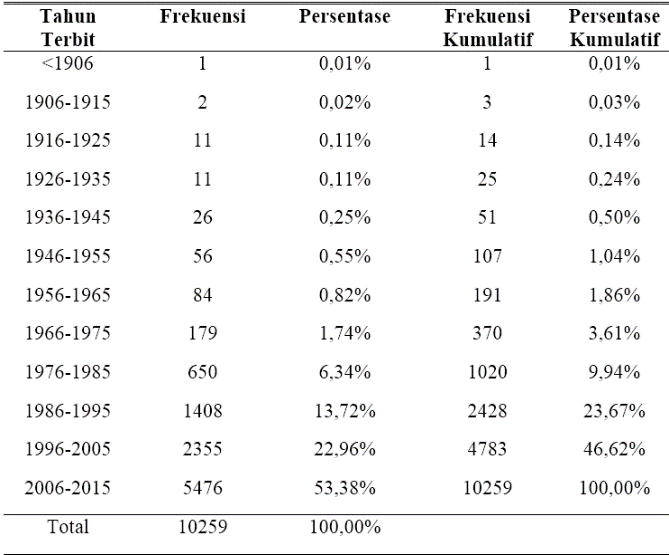 Tahun Terbit Frekuensi Persentase Frekuensi Kumulatif Persentase Kumulatif
<1906 1 0,01% 1 0,01%
1906-1915 2 0,02% 3 0,03%
1916-1925 11 0,11% 14 0,14%
1926-1935 11 0,11% 25 0,24%
1936-1945 26 0,25% 51 0,50%
1946-1955 56 0,55% 107 1,04%
1956-1965 84 0,82% 191 1,86%
1966-1975 179 1,74% 370 3,61%
1976-1985 650 6,34% 1020 9,94%
1986-1995 1408 13,72% 2428 23,67%
1996-2005 2355 22,96% 4783 46,62%
2006-2015 5476 53,38% 10259 100,00%
Total 10259 100,00%